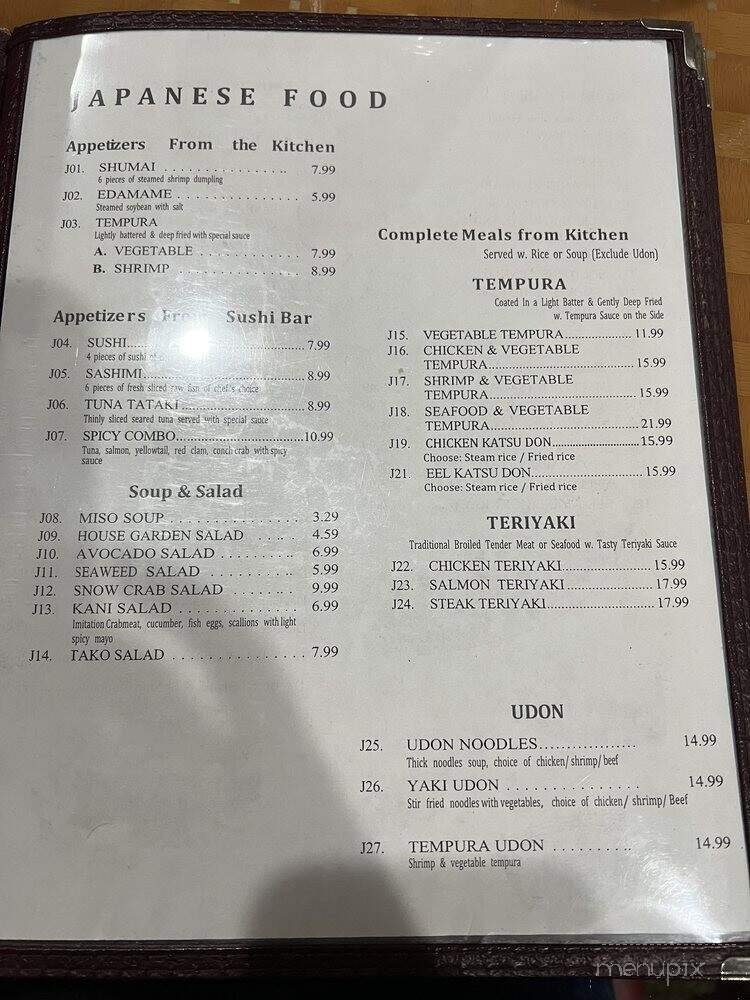 JAPANESE FOOD
Appetizers From the Kitchen
J01. SHUMAI . . . . . . . . . . . . . . . 7.99
6 pieces of steamed shrimp dumpling
J02. EDAMAME . . . . . . . . . . . . . . . 5.99
Steamed soybean with salt
J03. TEMPURA
Lightly battered & deep fried with special sauce
A. VEGETABLE . . . . . . . . . . . . 7.99
B. SHRIMP . . . . . . . . . . . . . 8.99
Appetizers From Sushi Bar
J04. SUSHI.......................................7.99
4 pieces of sushi of
J05. SASHIMI....................................8.99
6 pieces of fresh sliced raw fish of chef's choice
J06. TUNA TATAKI............................8.99
Thinly sliced seared tuna served with special sauce
J07. SPICY COMBO............................10.99
Tuna, salmon, yellowtail, red clam, conch crab with spicy
sauce
Soup & Salad
J08. MISO SOUP . . . . . . . . . . . . . . . 3.29
J09. HOUSE GARDEN SALAD . . . . . 4.59
J10. AVOCADO SALAD . . . . . . . . . 6.99
J11. SEAWEED SALAD . . . . . . . . . . 5.99
J12. SNOW CRAB SALAD . . . . . . . . 9.99
J13. KANI SALAD . . . . . . . . . . . . . 6.99
Imitation Crabmeat, cucumber, fish eggs, scallions with light
spicy mayo
J14. TAKO SALAD . . . . . . . . . . . . . . 7.99
Complete Meals from Kitchen
Served w. Rice or Soup (Exclude Udon)
TEMPURA
Coated In a Light Batter & Gently Deep Fried
w. Tempura Sauce on the Side
J15. VEGETABLE TEMPURA................... 11.99
J16. CHICKEN & VEGETABLE
TEMPURA........................................15.99
J17. SHRIMP & VEGETABLE
TEMPURA........................................15.99
J18. SEAFOOD & VEGETABLE
TEMPURA........................................21.99
J19. CHICKEN KATSU DON............................15.99
Choose: Steam rice / Fried rice
J21. EEL KATSU DON.................................15.99
Choose: Steam rice / Fried rice
TERIYAKI
Traditional Broiled Tender Meat or Seafood w. Tasty Teriyaki Sauce
J22. CHICKEN TERIYAKI.........................15.99
J23. SALMON TERIYAKI........................17.99
J24. STEAK TERIYAKI..............................17.99
UDON
J25. UDON NOODLES.................. 14.99
Thick noodles soup, choice of chicken/ shrimp/ beef
J26. YAKI UDON . . . . . . . . . . . . . . . 14.99
Stir fried noodles with vegetables, choice of chicken/ shrimp/ Beef
J27. TEMPURA UDON . . . . . . . . .. 14.99
Shrimp & vegetable tempura
menupix